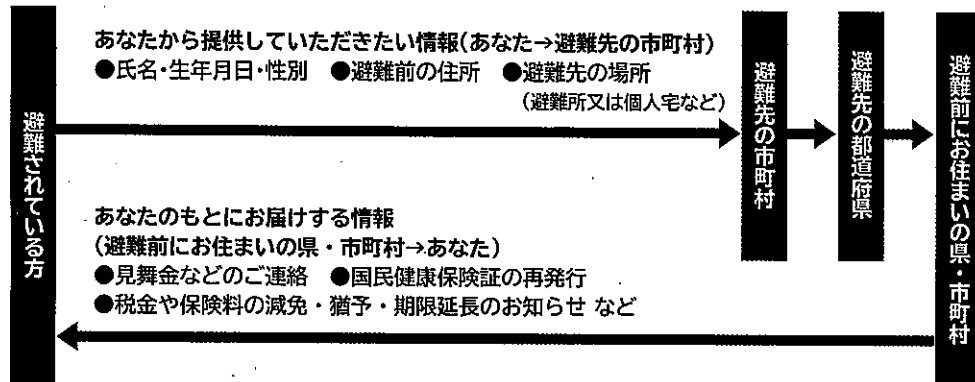 避難されている方
あなたから提供していただきたい情報(あなた→避難先の市町村)
●氏名・生年月日・性別 ●避難前の住所 ●避難先の場所
(避難所又は個人宅など)
避難先の市町村
避難先の都道府県
避難前にお住まいの県・市町村
あなたのもとにお届けする情報
(避難前にお住まいの県・市町村→あなた)
●見舞金などのご連絡 ●国民健康保険証の再発行
●税金や保険料の減免・猶予・期限延長のお知らせ など